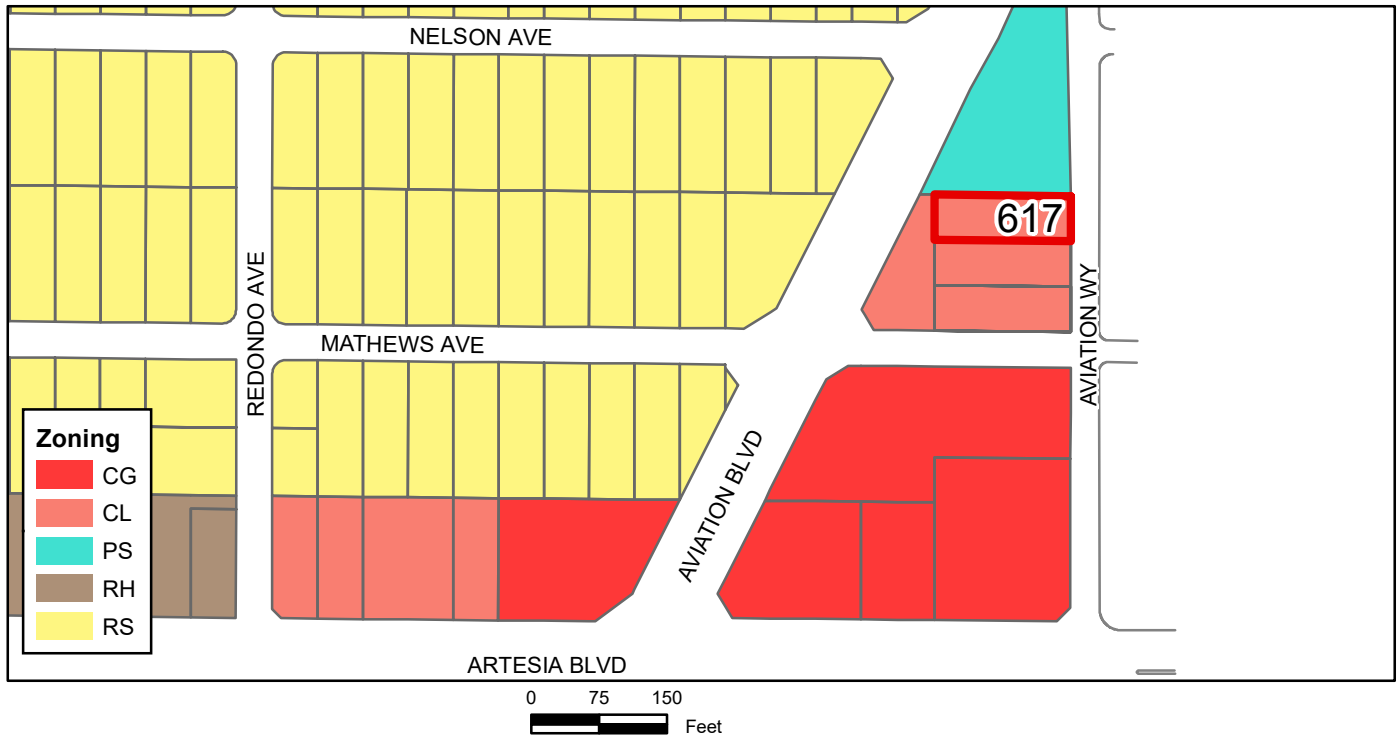 NELSON AVE
617
REDONDO AVE
AVIATION WY
MATHEWS AVE
AVIATION BLVD
Zoning
CG
CL
PS
RH
RS
ARTESIA BLVD
0 75 150
Feet